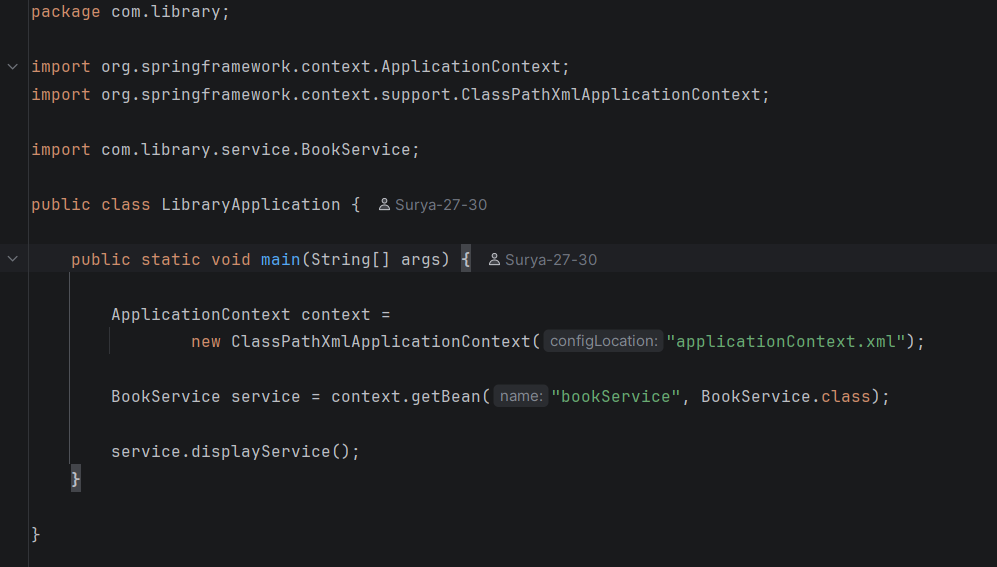 package com.library;
import org.springframework.context.ApplicationContext;
import org.springframework.context.support.ClassPathXmlApplicationContext;
import com.library.service.BookService;
public class LibraryApplication { Surya-27-30
public static void main(String[] args) { Surya-27-30
ApplicationContext context =
new ClassPathXmlApplicationContext( configLocation: "applicationContext.xml");
BookService service = context.getBean( name: "bookService", BookService.class);
service.displayService();
}
}